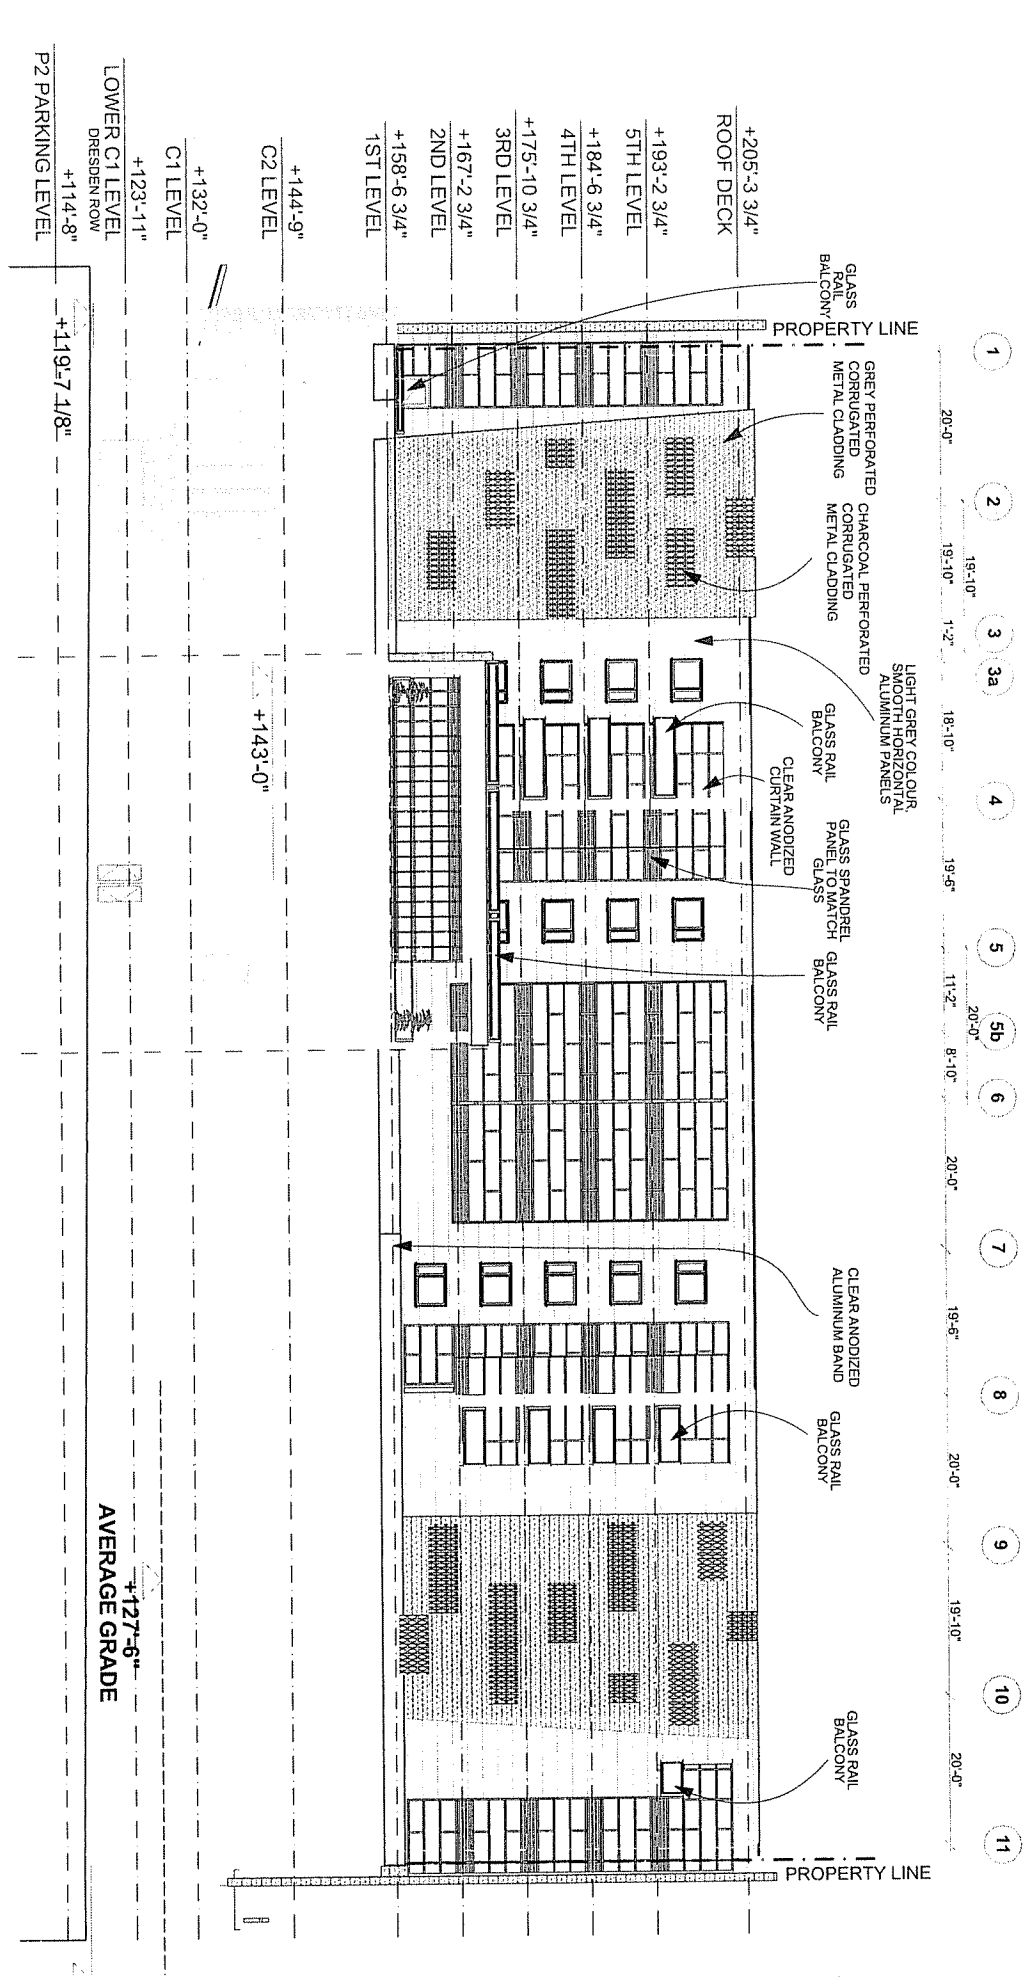 1
2
3
3a
4
5
5b
6
7
8
9
10
11
19'-10"
20'-0"
20'-0"
19'-10"
1'-2"
18'-10"
19'-6"
11'-2"
8'-10"
20'-0"
19'-6"
20'-0"
19'-10"
20'-0"
PROPERTY LINE
PROPERTY LINE
GLASS
RAIL
BALCONY
GREY PERFORATED
CORRUGATED
METAL CLADDING
CHARCOAL PERFORATED
CORRUGATED
METAL CLADDING
LIGHT GREY COLOUR,
SMOOTH HORIZONTAL
ALUMINUM PANELS
GLASS RAIL
BALCONY
CLEAR ANODIZED
CURTAIN WALL
GLASS SPANDREL
PANEL TO MATCH
GLASS
GLASS RAIL
BALCONY
CLEAR ANODIZED
ALUMINUM BAND
GLASS RAIL
BALCONY
GLASS RAIL
BALCONY
+205'-3 3/4"
ROOF DECK
+193'-2 3/4"
5TH LEVEL
+184'-6 3/4"
4TH LEVEL
+175'-10 3/4"
3RD LEVEL
+167'-2 3/4"
2ND LEVEL
+158'-6 3/4"
1ST LEVEL
+144'-9"
C2 LEVEL
+143'-0"
+132'-0"
C1 LEVEL
+123'-11"
LOWER C1 LEVEL
DRESDEN ROW
+127'-6"
AVERAGE GRADE
+114'-8"
P2 PARKING LEVEL
+119'-7 1/8"